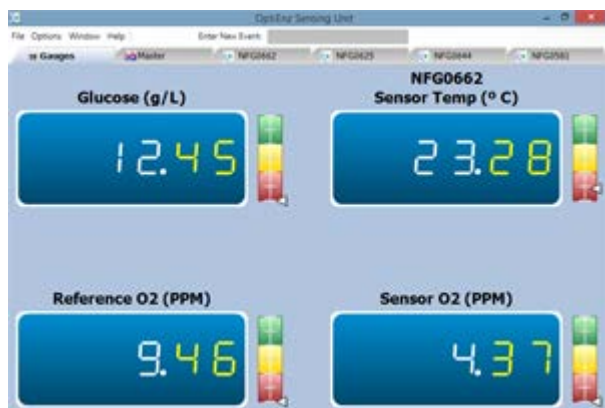 OptiEnz Sensing Unit
File Options Window Help Enter New Event:
Gauges Master NFG0662 NFG0625 NFG0644 NFG0581
NFG0662
Glucose (g/L) Sensor Temp (º C)
12.45 23.28
Reference O2 (PPM) Sensor O2 (PPM)
9.46 4.37